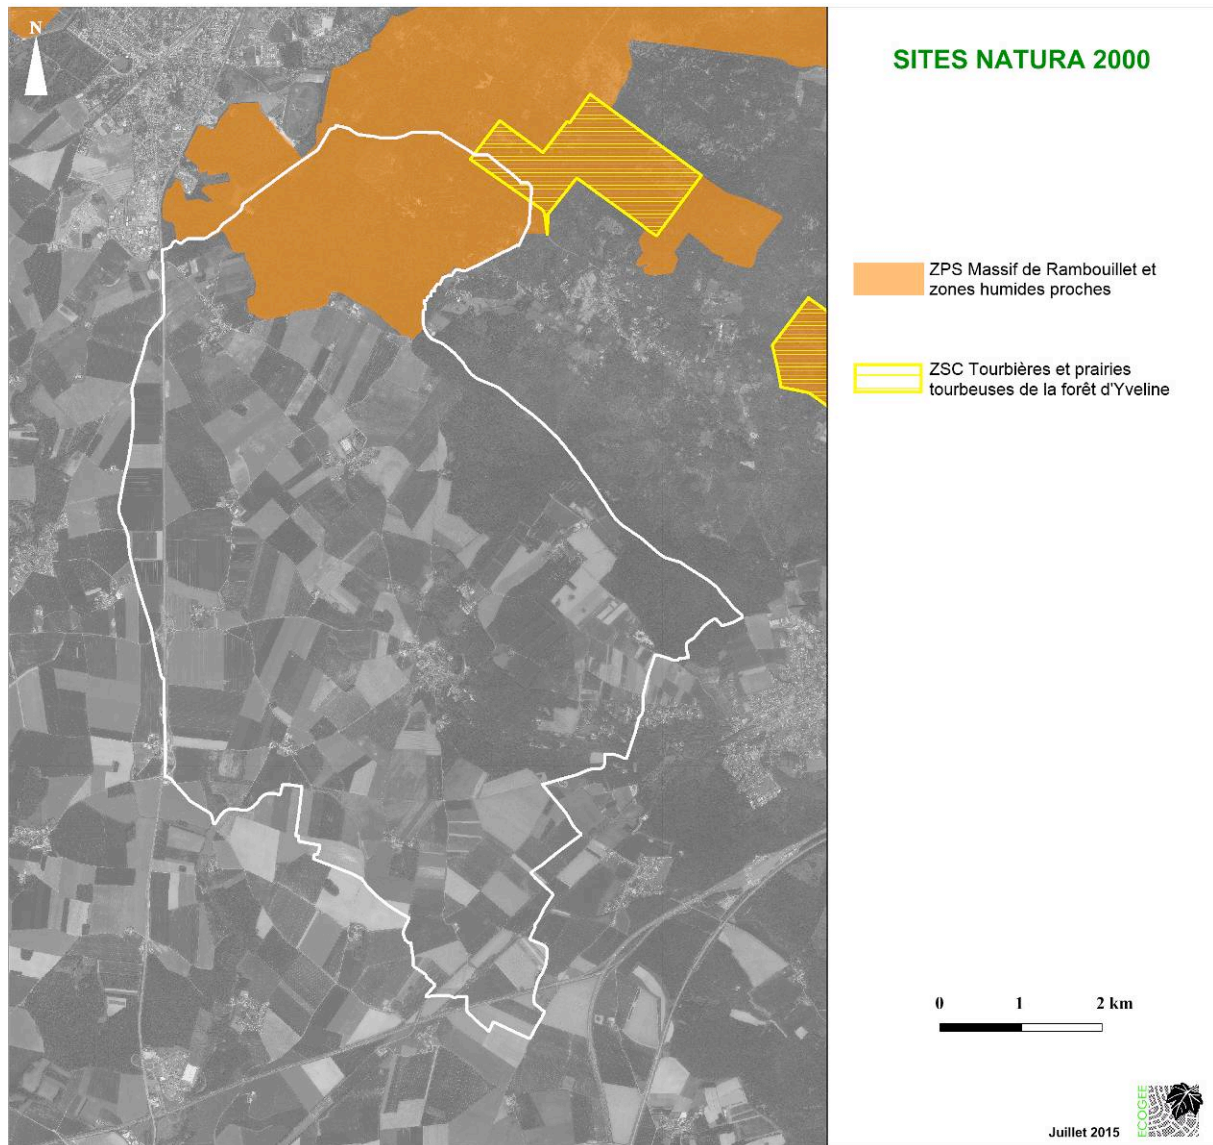 N
SITES NATURA 2000
ZPS Massif de Rambouillet et
zones humides proches
ZSC Tourbières et prairies
tourbeuses de la forêt d'Yveline
0 1 2 km
ECOGEE
Juillet 2015